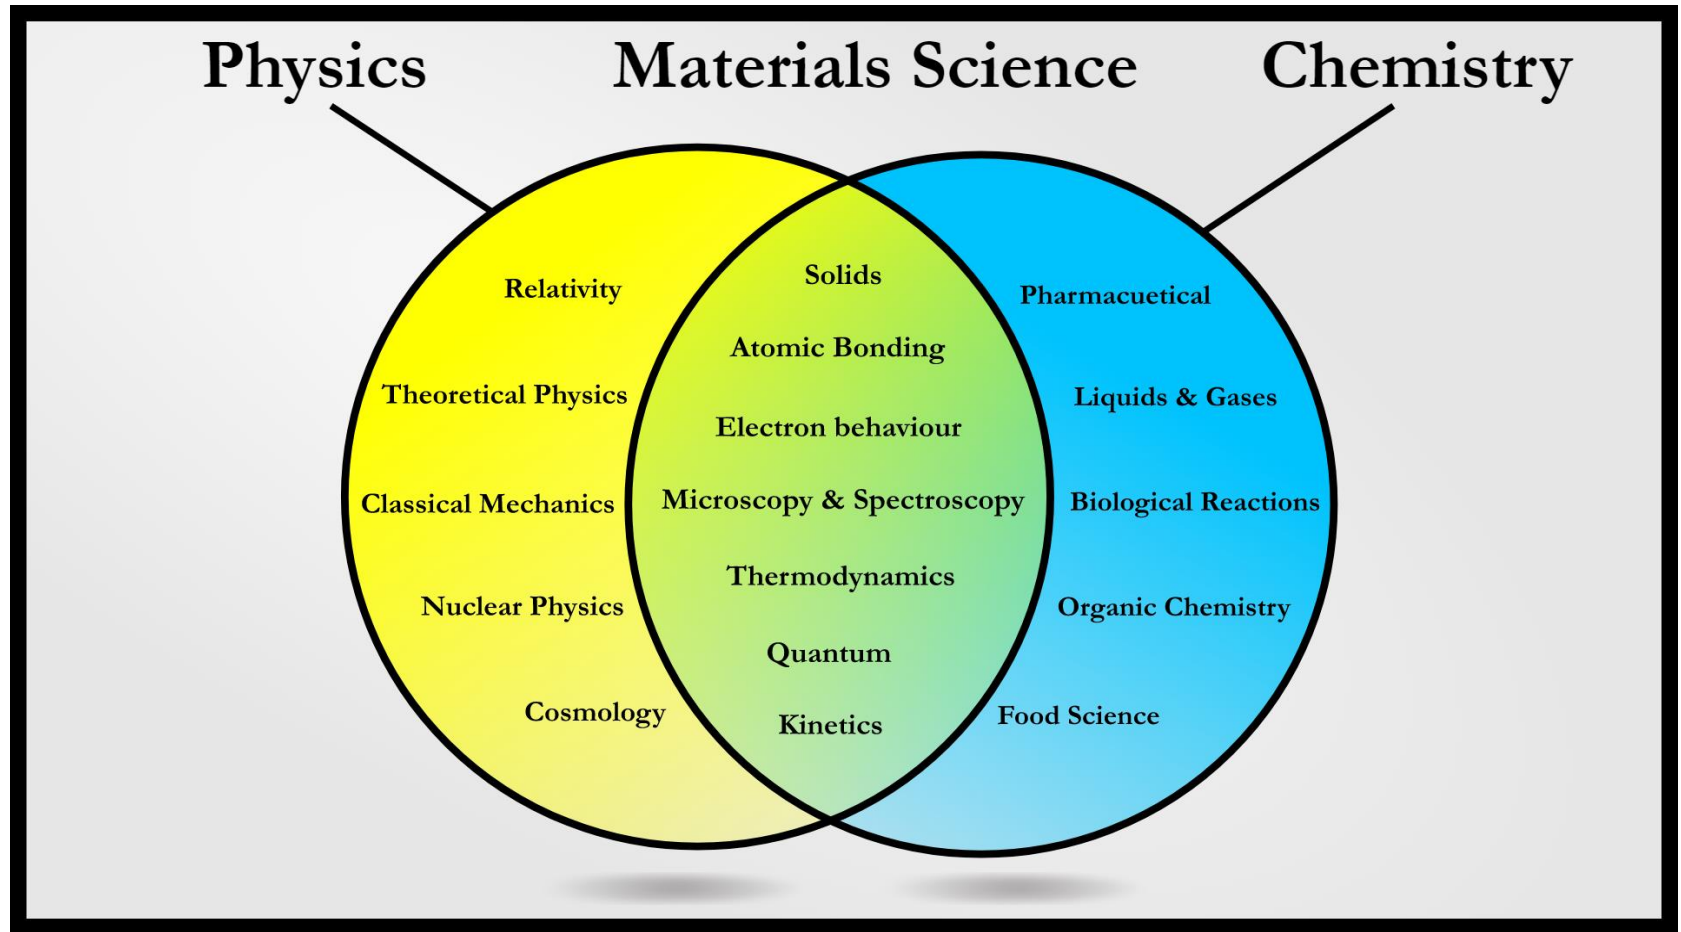 Physics
Materials Science
Chemistry
Relativity
Theoretical Physics
Classical Mechanics
Nuclear Physics
Cosmology
Solids
Atomic Bonding
Electron behaviour
Microscopy & Spectroscopy
Thermodynamics
Quantum
Kinetics
Pharmacuetical
Liquids & Gases
Biological Reactions
Organic Chemistry
Food Science